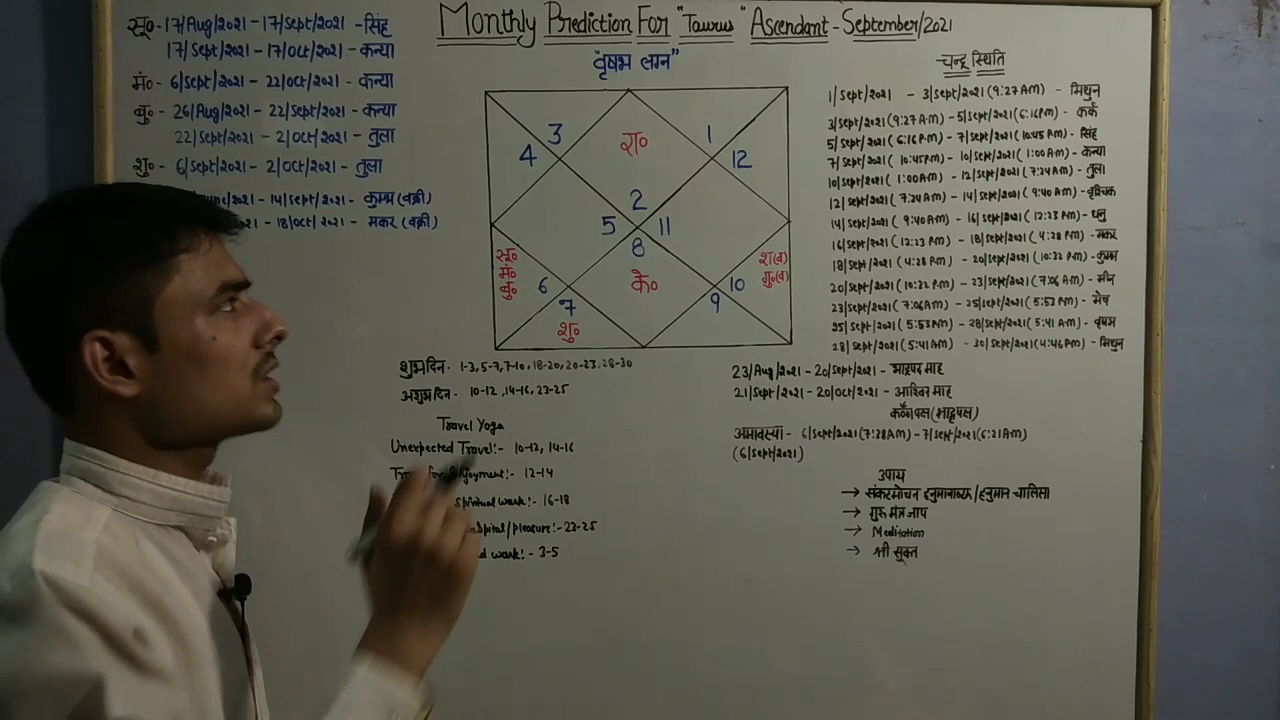 Monthly Prediction For "Taurus" Ascendant - September/2021
"वृषभ लग्न"
सू० - 17/Aug/2021 - 17/Sept/2021 - सिंह
17/Sept/2021 - 17/Oct/2021 - कन्या
मं० - 6/Sept/2021 - 22/Oct/2021 - कन्या
बु० - 26/Aug/2021 - 22/Sept/2021 - कन्या
22/Sept/2021 - 2/Oct/2021 - तुला
शु० - 6/Sept/2021 - 2/Oct/2021 - तुला
/2021 - 14/Sept/2021 - कुम्भ (वक्री)
2021 - 18/Oct/2021 - मकर (वक्री)
3
रा०
1
4
12
2
5
11
8
सू०
मं०
बु०
6
के०
10
श(व)
गु०(व)
7
9
शु०
चन्द्र स्थिति
1/Sept/2021 - 3/Sept/2021 (9:27 AM) - मिथुन
3/Sept/2021 (9:27 AM) - 5/Sept/2021 (6:16 PM) - कर्क
5/Sept/2021 (6:16 PM) - 7/Sept/2021 (10:45 PM) - सिंह
7/Sept/2021 (10:45 PM) - 10/Sept/2021 (1:00 AM) - कन्या
10/Sept/2021 (1:00 AM) - 12/Sept/2021 (7:24 AM) - तुला
12/Sept/2021 (7:24 AM) - 14/Sept/2021 (9:40 AM) - वृश्चिक
14/Sept/2021 (9:40 AM) - 16/Sept/2021 (12:23 PM) - धनु
16/Sept/2021 (12:23 PM) - 18/Sept/2021 (4:28 PM) - मकर
18/Sept/2021 (4:28 PM) - 20/Sept/2021 (10:22 PM) - कुम्भ
20/Sept/2021 (10:22 PM) - 23/Sept/2021 (7:06 AM) - मीन
23/Sept/2021 (7:06 AM) - 25/Sept/2021 (5:53 PM) - मेष
25/Sept/2021 (5:53 PM) - 28/Sept/2021 (5:41 AM) - वृषभ
28/Sept/2021 (5:41 AM) - 30/Sept/2021 (4:46 PM) - मिथुन
शुभ दिन - 1-3, 5-7, 7-10, 18-20, 20-23, 28-30
अशुभ दिन - 10-12, 14-16, 23-25
Travel Yoga
Unexpected Travel:- 10-12, 14-16
Enjoyment:- 12-14
Spiritual work:- 16-18
spital/pleasure:- 23-25
work:- 3-5
23/Aug/2021 - 20/Sept/2021 - भाद्रपद माह
21/Sept/2021 - 20/Oct/2021 - आश्विन माह
अमावस्या - 6/Sept/2021 (7:28 AM) - 7/Sept/2021 (6:21 AM)
(6/Sept/2021)
उपाय
→ संकटमोचन हनुमानाष्टक/हनुमान चालिसा
→ गुरु मंत्र जाप
→ Meditation
→ श्री सूक्त